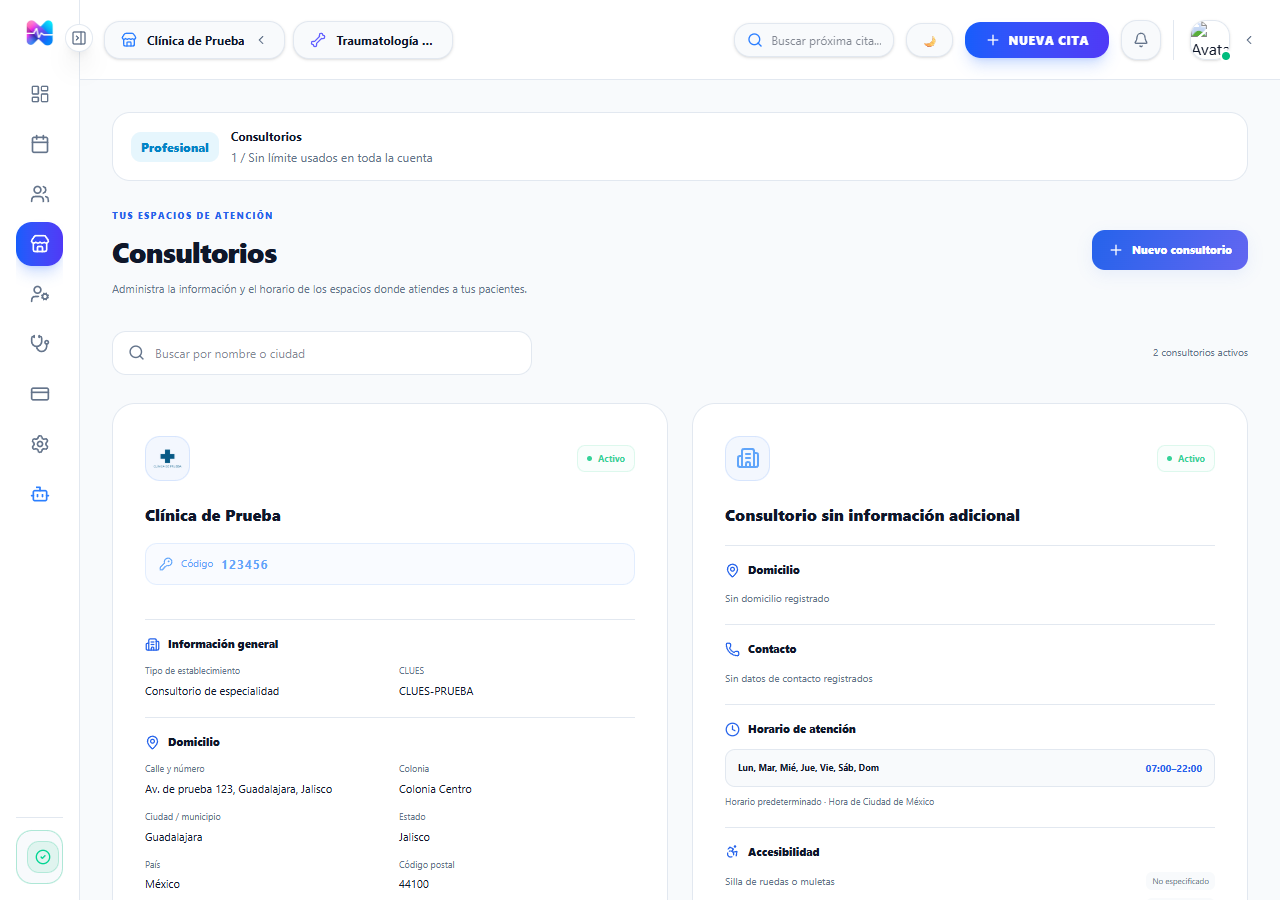 Clínica de Prueba
Traumatología ...
Buscar próxima cita...
NUEVA CITA
Avata
Profesional
Consultorios
1 / Sin límite usados en toda la cuenta
TUS ESPACIOS DE ATENCIÓN
Consultorios
Nuevo consultorio
Administra la información y el horario de los espacios donde atiendes a tus pacientes.
Buscar por nombre o ciudad
2 consultorios activos
Activo
Clínica de Prueba
Código 123456
Información general
Tipo de establecimiento
CLUES
Consultorio de especialidad
CLUES-PRUEBA
Domicilio
Calle y número
Colonia
Av. de prueba 123, Guadalajara, Jalisco
Colonia Centro
Ciudad / municipio
Estado
Guadalajara
Jalisco
País
Código postal
México
44100
Activo
Consultorio sin información adicional
Domicilio
Sin domicilio registrado
Contacto
Sin datos de contacto registrados
Horario de atención
Lun, Mar, Mié, Jue, Vie, Sáb, Dom
07:00–22:00
Horario predeterminado · Hora de Ciudad de México
Accesibilidad
Silla de ruedas o muletas
No especificado